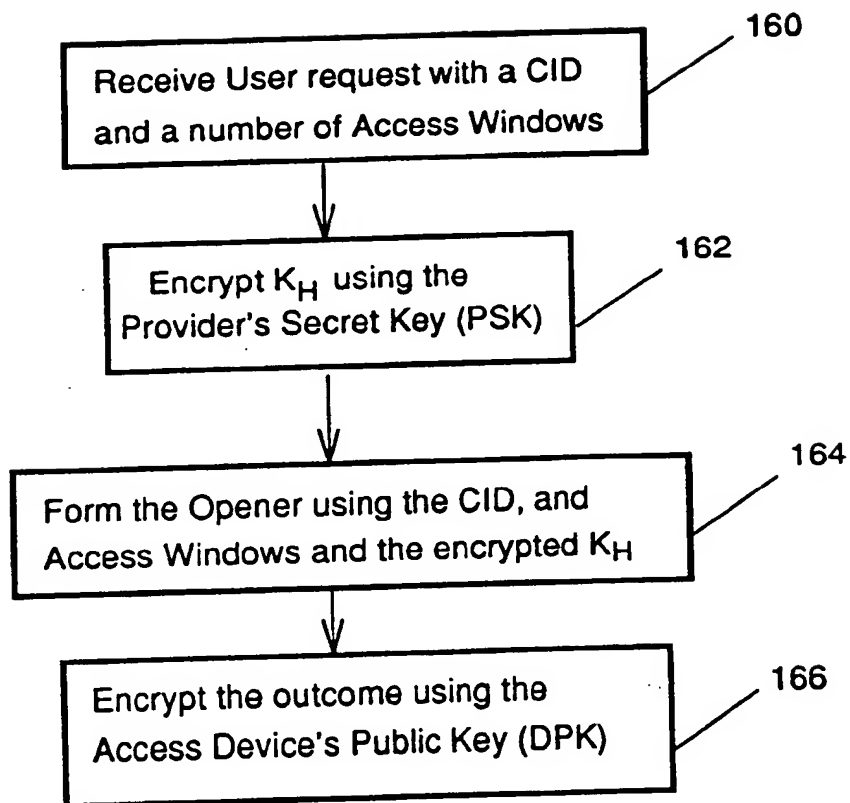 160
Receive User request with a CID
and a number of Access Windows
162
Encrypt K_H using the
Provider's Secret Key (PSK)
164
Form the Opener using the CID, and
Access Windows and the encrypted K_H
166
Encrypt the outcome using the
Access Device's Public Key (DPK)